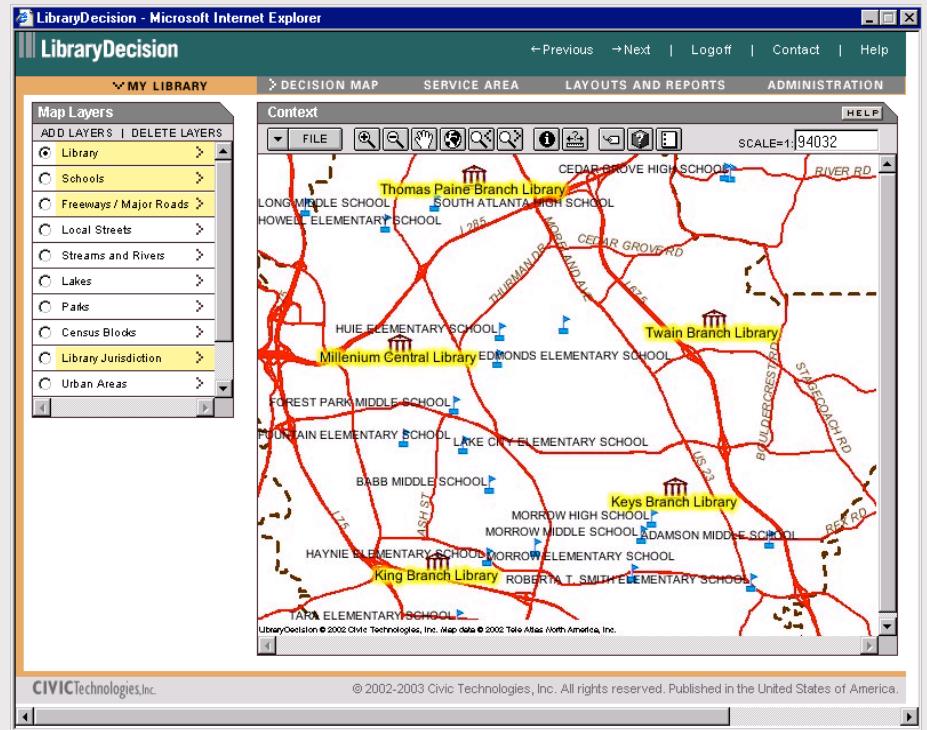 LibraryDecision - Microsoft Internet Explorer
LibraryDecision
←Previous →Next | Logoff | Contact | Help
MY LIBRARY
DECISION MAP SERVICE AREA LAYOUTS AND REPORTS ADMINISTRATION
Map Layers
ADD LAYERS | DELETE LAYERS
Library
Schools
Freeways / Major Roads
Local Streets
Streams and Rivers
Lakes
Parks
Census Blocks
Library Jurisdiction
Urban Areas
Context
HELP
FILE
SCALE=1: 94032
CEDAR GROVE HIGH SCHOOL
RIVER RD
Thomas Paine Branch Library
LONG MIDDLE SCHOOL
SOUTH ATLANTA HIGH SCHOOL
HOWELL ELEMENTARY SCHOOL
I-285
MORELAND AVE
CEDAR GROVE RD
THURMAN DR
I-675
HUIE ELEMENTARY SCHOOL
Twain Branch Library
Millenium Central Library
EDMONDS ELEMENTARY SCHOOL
BOULDERCREST RD
STAGECOACH RD
FOREST PARK MIDDLE SCHOOL
FOUNTAIN ELEMENTARY SCHOOL
LAKE CITY ELEMENTARY SCHOOL
US 23
BABB MIDDLE SCHOOL
ASH ST
Keys Branch Library
I-75
MORROW HIGH SCHOOL
REX RD
MORROW MIDDLE SCHOOL
ADAMSON MIDDLE SCHOOL
HAYNIE ELEMENTARY SCHOOL
MORROW ELEMENTARY SCHOOL
King Branch Library
ROBERTA T. SMITH ELEMENTARY SCHOOL
TARA ELEMENTARY SCHOOL
LibraryDecision © 2002 Civic Technologies, Inc. Map data © 2002 Tele Atlas North America, Inc.
CIVICTechnologies,Inc.
© 2002-2003 Civic Technologies, Inc. All rights reserved. Published in the United States of America.